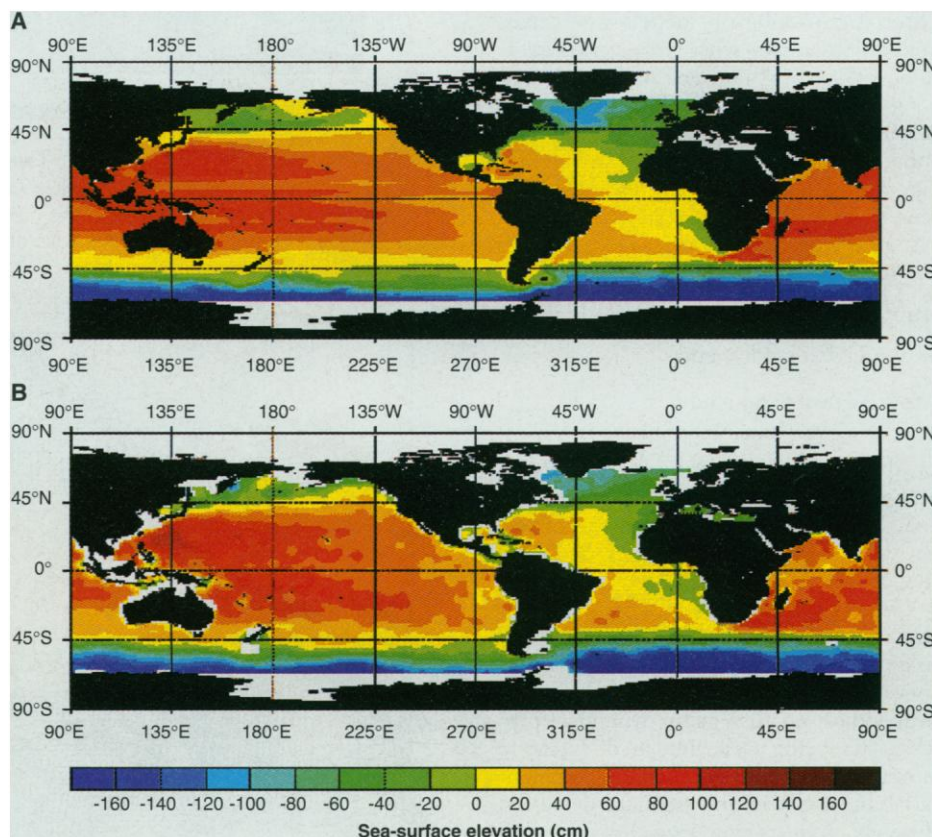 A
90°E 135°E 180° 135°W 90°W 45°W 0° 45°E 90°E
90°N 90°N
45°N 45°N
0° 0°
45°S 45°S
90°S 90°S
90°E 135°E 180° 225°E 270°E 315°E 0° 45°E 90°E
B
90°E 135°E 180° 135°W 90°W 45°W 0° 45°E 90°E
90°N 90°N
45°N 45°N
0° 0°
45°S 45°S
90°S 90°S
90°E 135°E 180° 225°E 270°E 315°E 0° 45°E 90°E
-160 -140 -120 -100 -80 -60 -40 -20 0 20 40 60 80 100 120 140 160
Sea-surface elevation (cm)